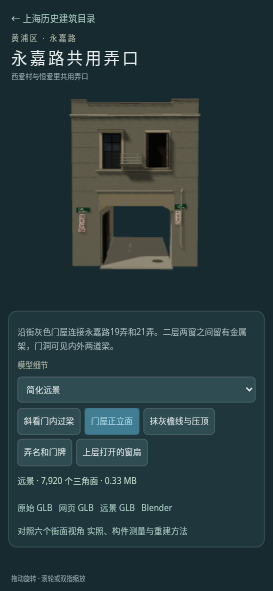 ← 上海历史建筑目录
黄浦区 · 永嘉路
永嘉路共用弄口
西爱村与恒爱里共用弄口
沿街灰色门屋连接永嘉路19弄和21弄。二层两窗之间留有金属
架，门洞可见内外两道梁。
模型细节
简化远景
斜看门内过梁 门屋正立面 抹灰檐线与压顶
弄名和门牌 上层打开的窗扇
远景 · 7,920 个三角面 · 0.33 MB
原始 GLB 网页 GLB 远景 GLB Blender
对照六个街面视角 实照、构件测量与重建方法
拖动旋转 · 滚轮或双指缩放